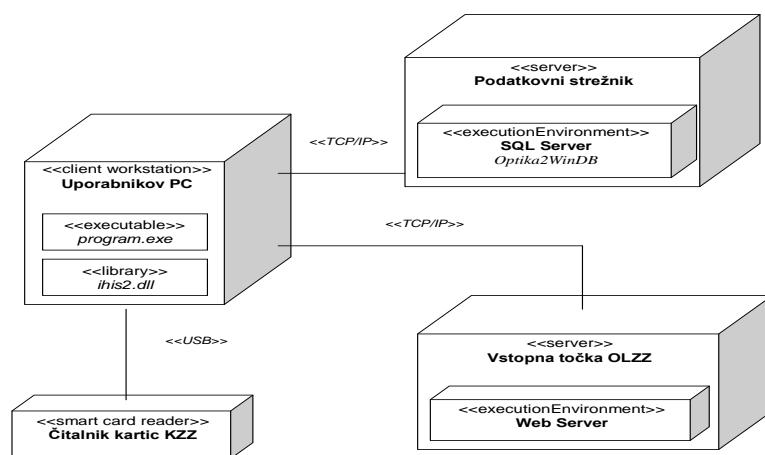 <<server>>
Podatkovni strežnik
<<executionEnvironment>>
SQL Server
Optika2WinDB
<<TCP/IP>>
<<client workstation>>
Uporabnikov PC
<<executable>>
program.exe
<<library>>
ihis2.dll
<<TCP/IP>>
<<USB>>
<<server>>
Vstopna točka OLZZ
<<executionEnvironment>>
Web Server
<<smart card reader>>
Čitalnik kartic KZZ